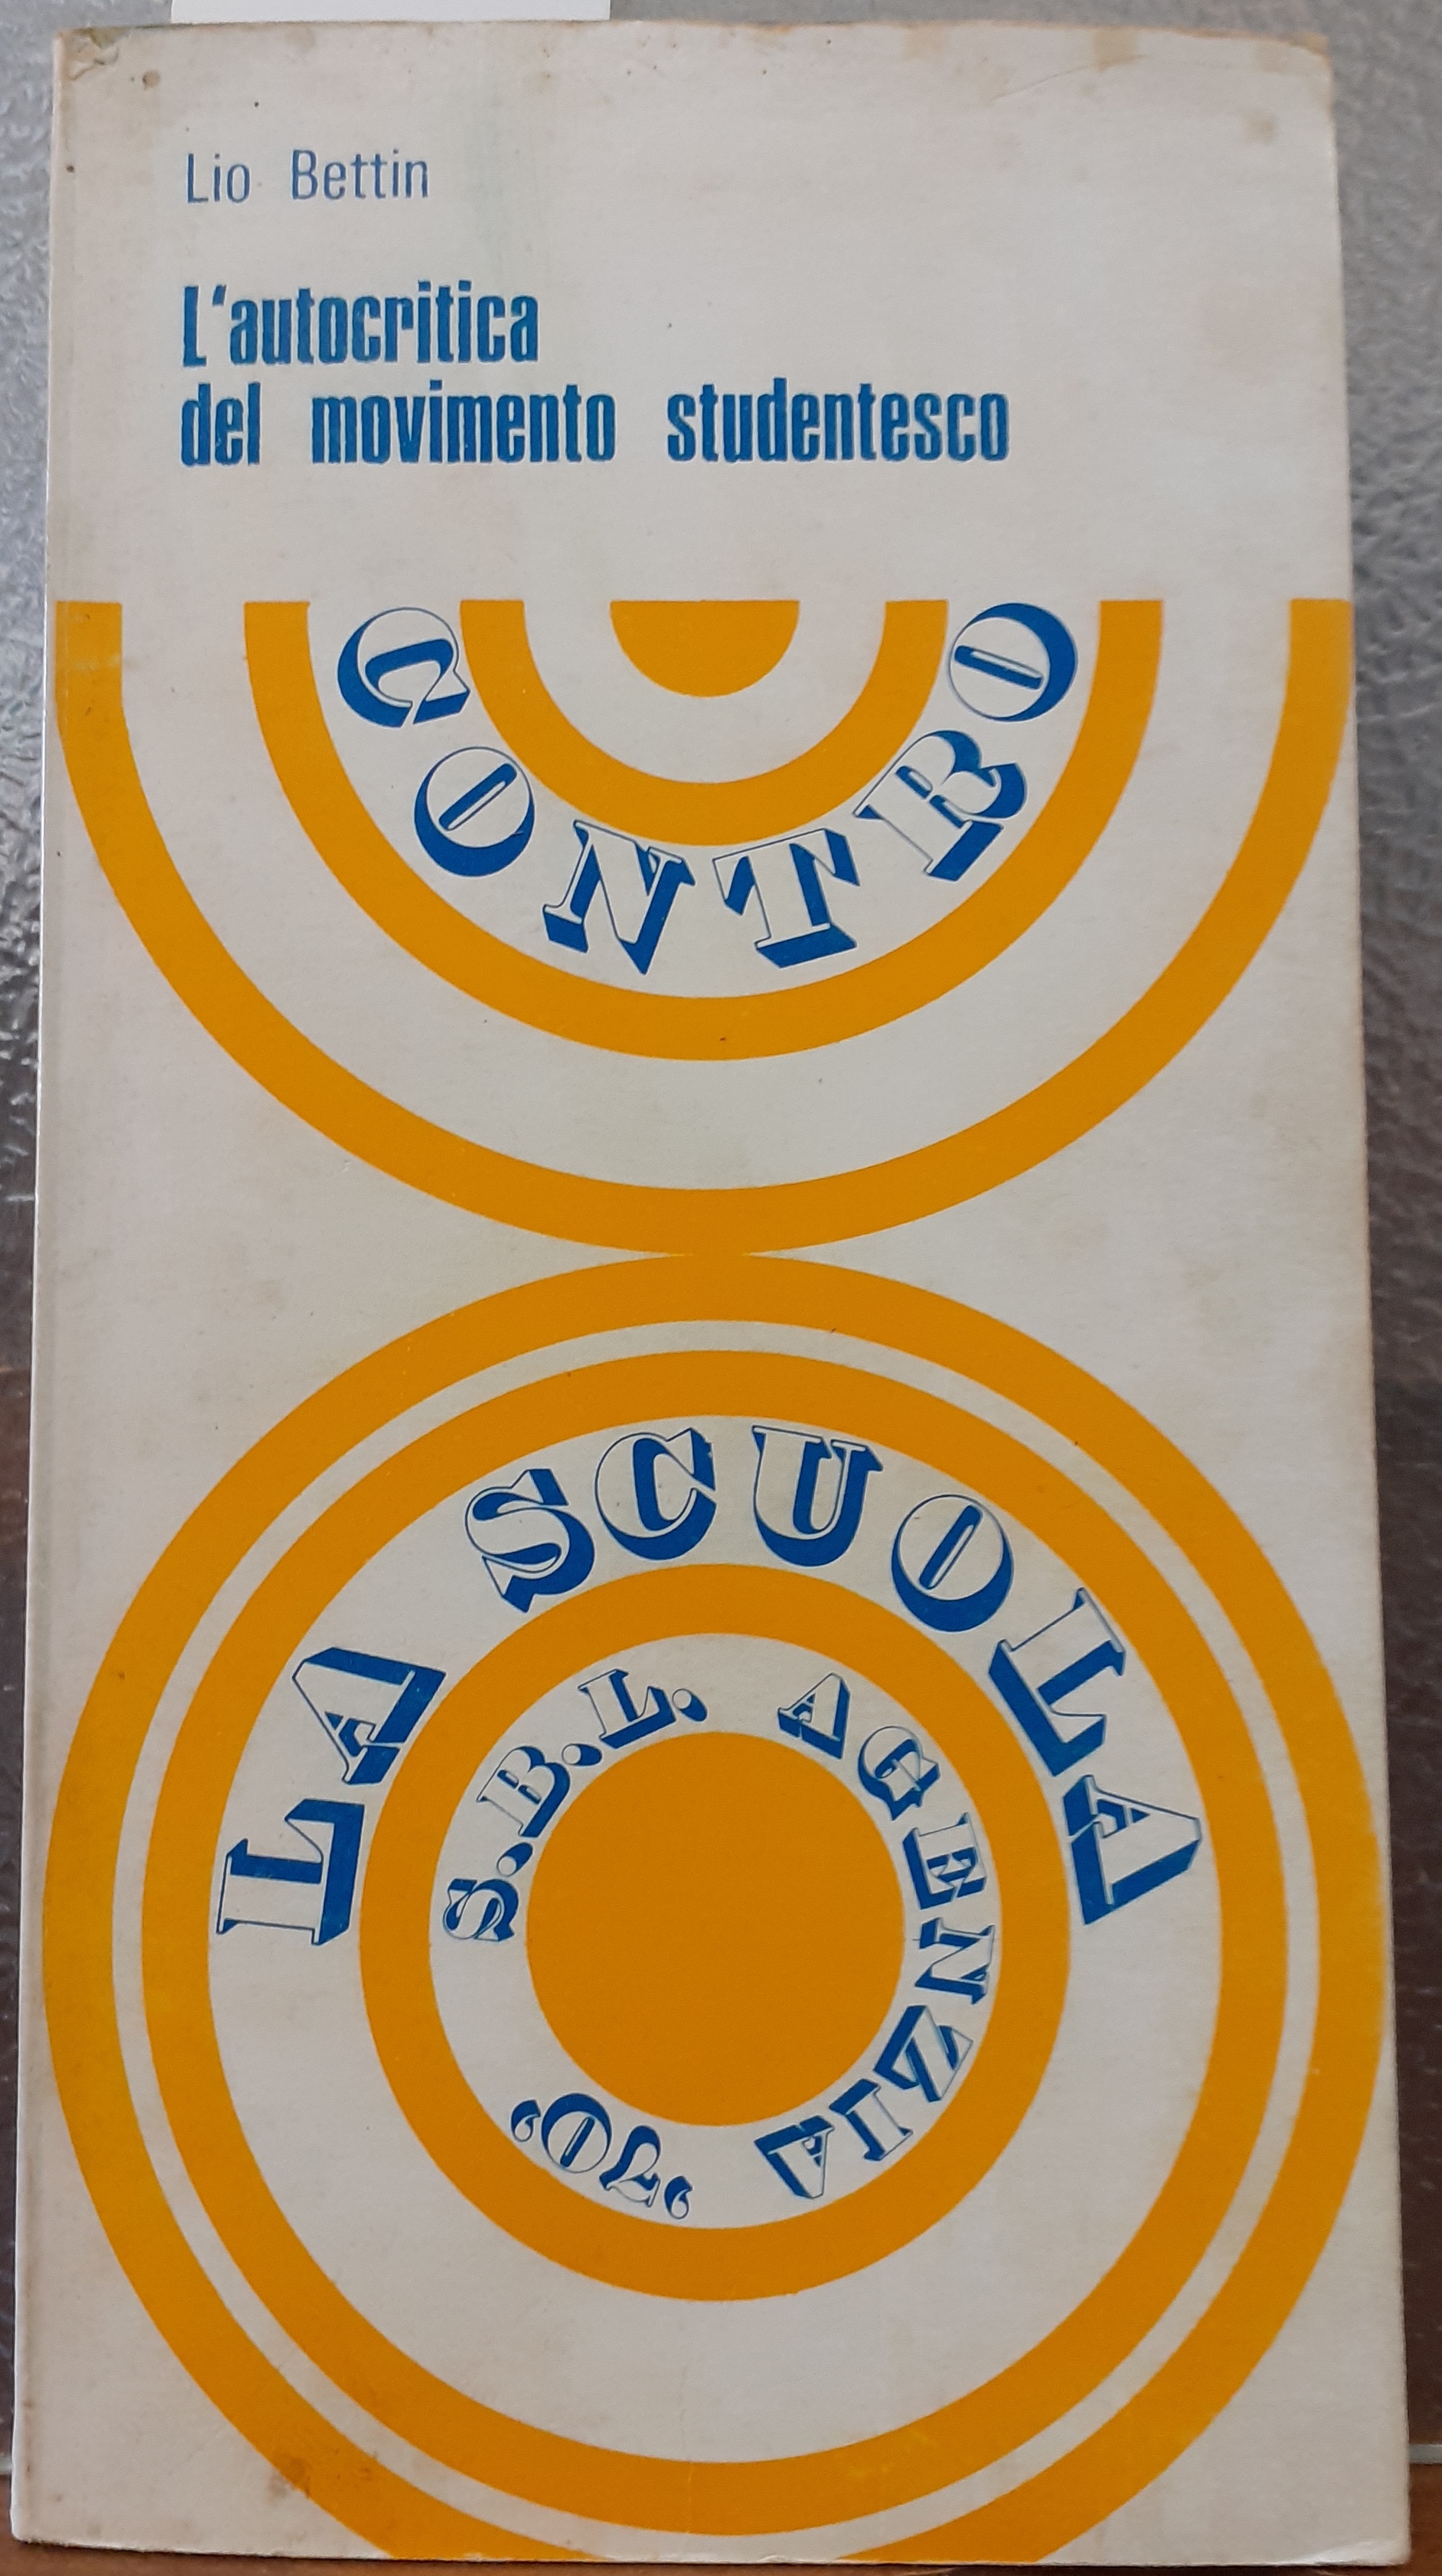 Lio Bettin
L'autocritica
del movimento studentesco
CONTRO
LA SCUOLA
S.B.L. AGENZIA '70'